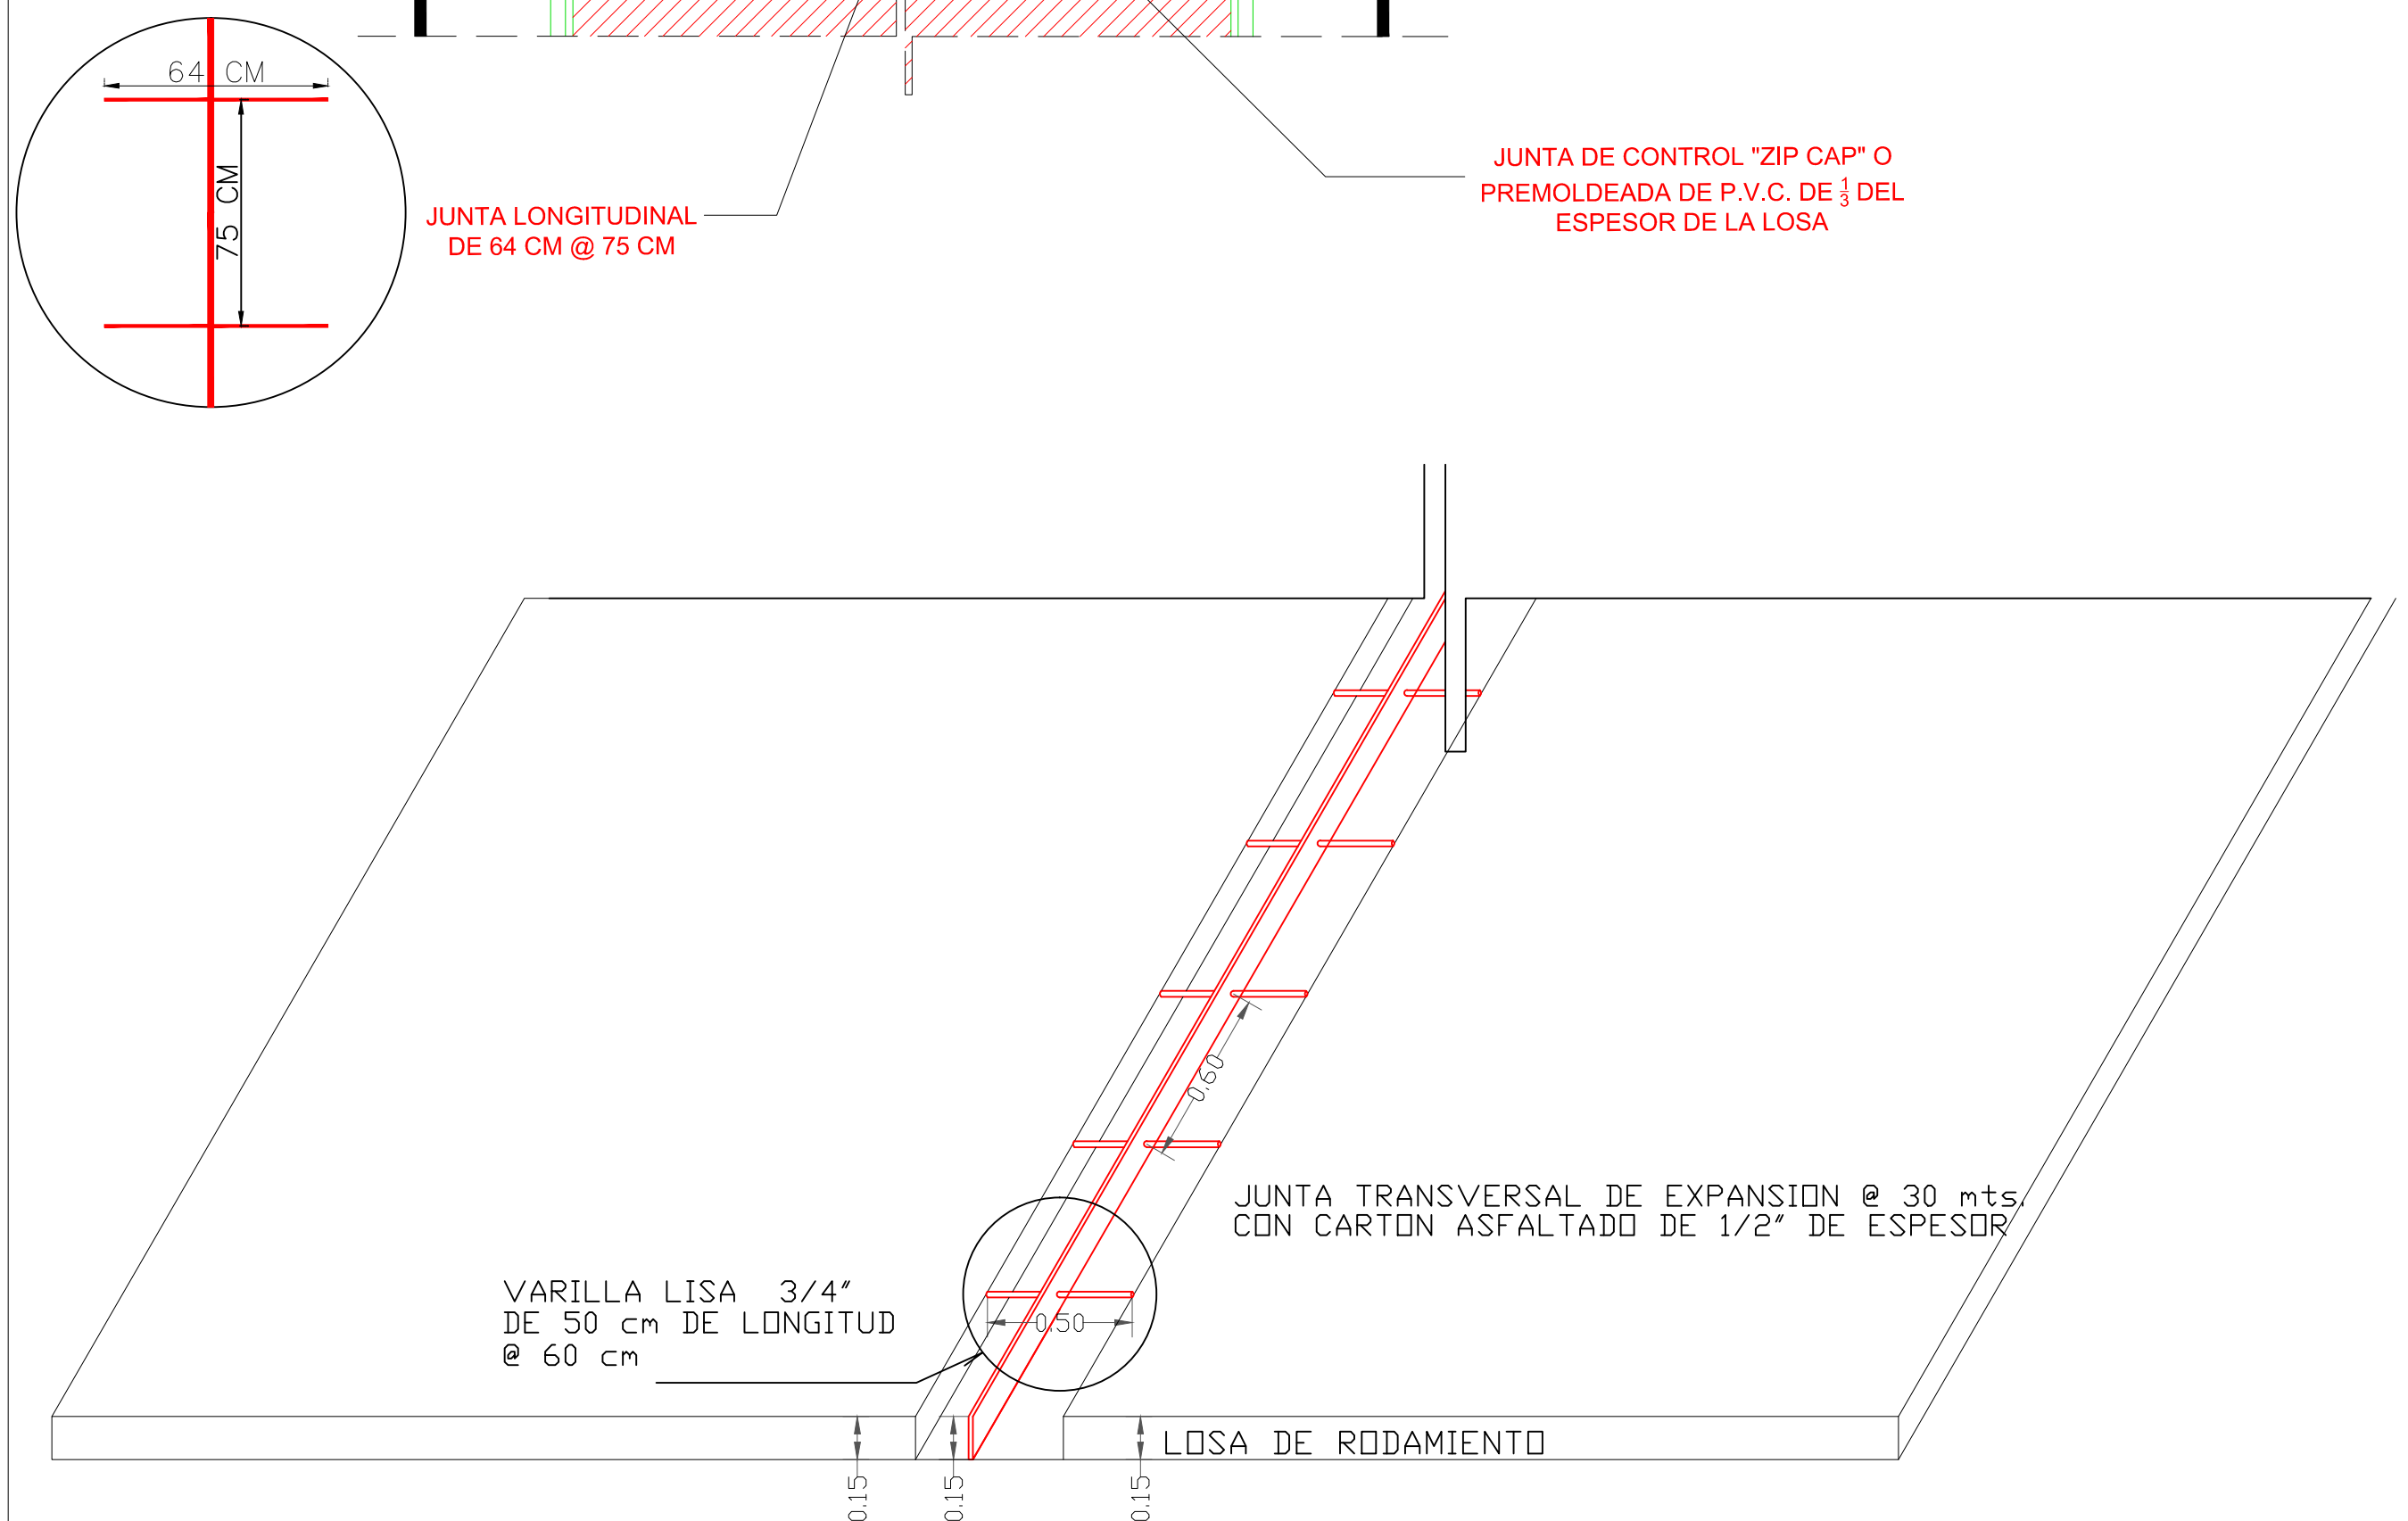 64 CM
75 CM
JUNTA LONGITUDINAL
DE 64 CM @ 75 CM
JUNTA DE CONTROL "ZIP CAP" O
PREMOLDEADA DE P.V.C. DE 1/3 DEL
ESPESOR DE LA LOSA
0.60
JUNTA TRANSVERSAL DE EXPANSION @ 30 mts.
CON CARTON ASFALTADO DE 1/2" DE ESPESOR
VARILLA LISA 3/4"
DE 50 cm DE LONGITUD
@ 60 cm
0.50
LOSA DE RODAMIENTO
0.15
0.15
0.15